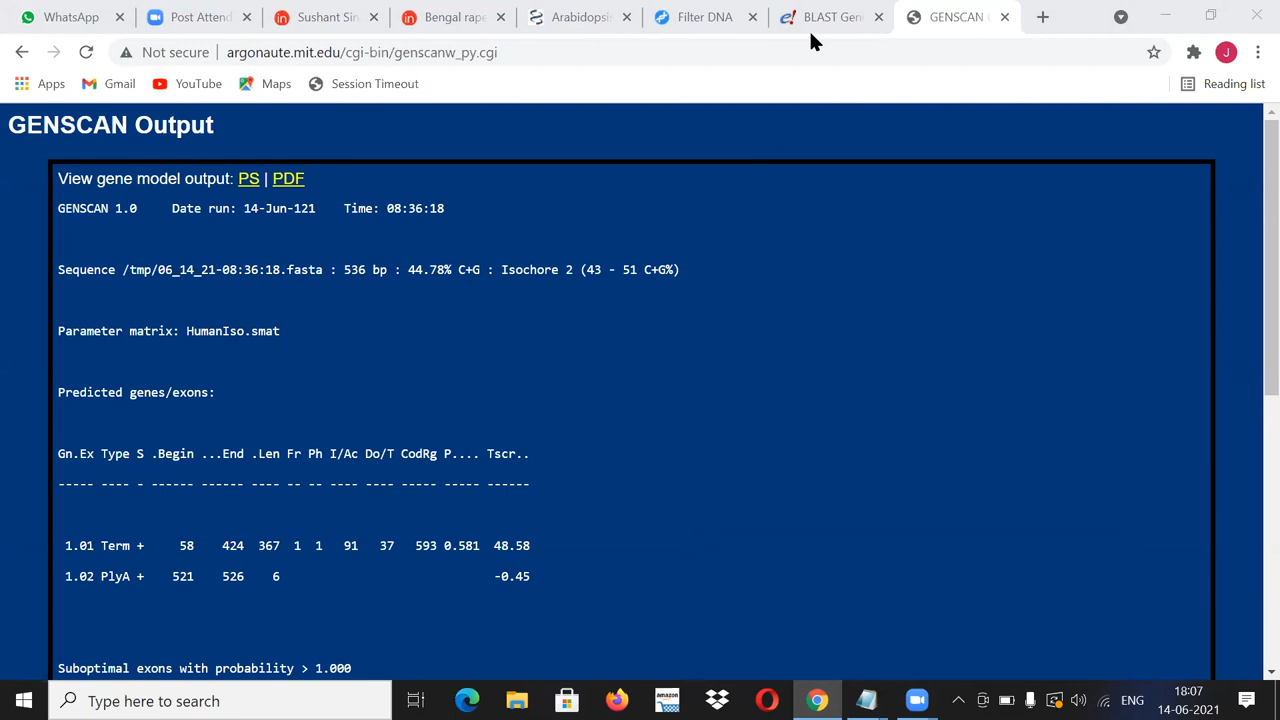 WhatsApp
Post Attend
Sushant Sin
Bengal rape
Arabidopsis
Filter DNA
BLAST Gen
GENSCAN
Not secure
argonaute.mit.edu/cgi-bin/genscanw_py.cgi
J
Apps
Gmail
YouTube
Maps
Session Timeout
Reading list
GENSCAN Output
View gene model output: PS | PDF
GENSCAN 1.0 Date run: 14-Jun-121 Time: 08:36:18
Sequence /tmp/06_14_21-08:36:18.fasta : 536 bp : 44.78% C+G : Isochore 2 (43 - 51 C+G%)
Parameter matrix: HumanIso.smat
Predicted genes/exons:
Gn.Ex Type S .Begin ...End .Len Fr Ph I/Ac Do/T CodRg P.... Tscr..
----- ---- - ------ ------ ---- -- -- ---- ---- ----- ----- ------
1.01 Term + 58 424 367 1 1 91 37 593 0.581 48.58
1.02 PlyA + 521 526 6 -0.45
Suboptimal exons with probability > 1.000
Type here to search
amazon
ENG
18:07
14-06-2021